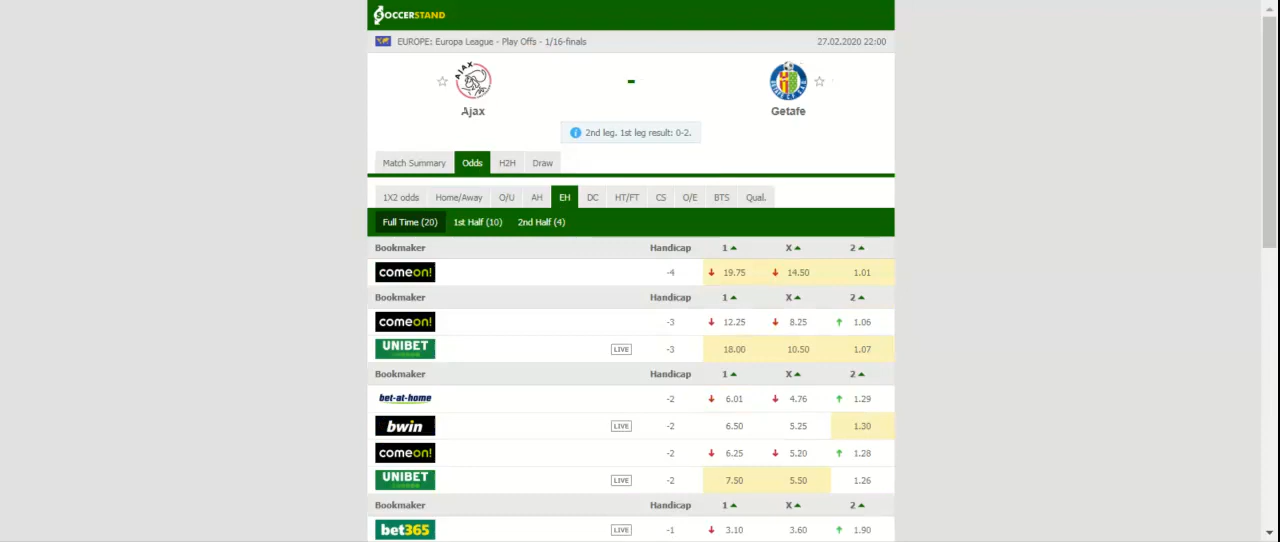 SOCCERSTAND
EUROPE: Europa League - Play Offs - 1/16-finals 27.02.2020 22:00
AJAX
Ajax - Getafe
2nd leg. 1st leg result: 0-2.
Match Summary Odds H2H Draw
1X2 odds Home/Away O/U AH EH DC HT/FT CS O/E BTS Qual.
Full Time (20) 1st Half (10) 2nd Half (4)
Bookmaker Handicap 1 X 2
comeon! -4 19.75 14.50 1.01
Bookmaker Handicap 1 X 2
comeon! -3 12.25 8.25 1.06
UNIBET LIVE -3 18.00 10.50 1.07
Bookmaker Handicap 1 X 2
bet-at-home -2 6.01 4.76 1.29
bwin LIVE -2 6.50 5.25 1.30
comeon! -2 6.25 5.20 1.28
UNIBET LIVE -2 7.50 5.50 1.26
Bookmaker Handicap 1 X 2
bet365 LIVE -1 3.10 3.60 1.90